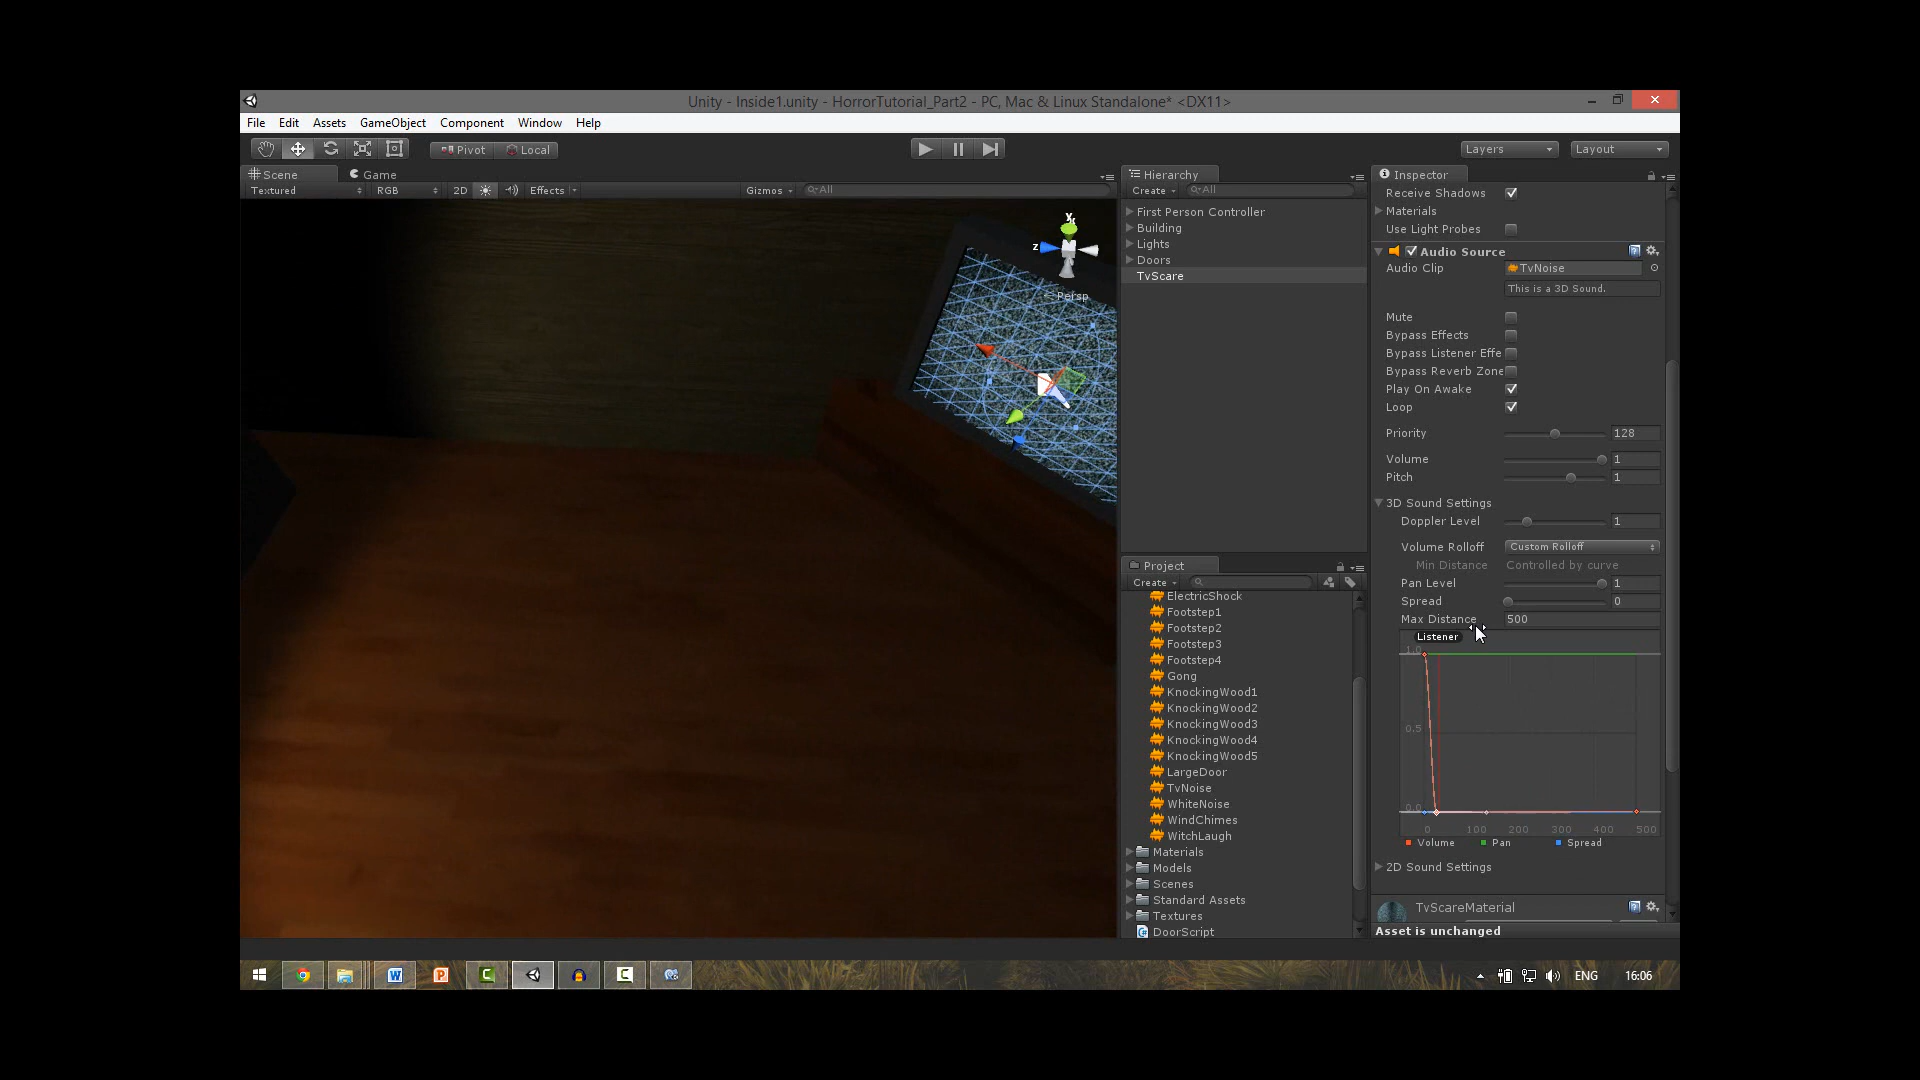 Unity - Inside1.unity - HorrorTutorial_Part2 - PC, Mac & Linux Standalone* <DX11>
File Edit Assets GameObject Component Window Help
Pivot Local
Layers Layout
Scene Game
Textured RGB 2D Effects Gizmos All
X
Z
Persp
Hierarchy
Create All
First Person Controller
Building
Lights
Doors
TvScare
Project
Create
ElectricShock
Footstep1
Footstep2
Footstep3
Footstep4
Gong
KnockingWood1
KnockingWood2
KnockingWood3
KnockingWood4
KnockingWood5
LargeDoor
TvNoise
WhiteNoise
WindChimes
WitchLaugh
Materials
Models
Scenes
Standard Assets
Textures
DoorScript
Inspector
Receive Shadows
Materials
Use Light Probes
Audio Source
Audio Clip TvNoise
This is a 3D Sound.
Mute
Bypass Effects
Bypass Listener Effe
Bypass Reverb Zone
Play On Awake
Loop
Priority 128
Volume 1
Pitch 1
3D Sound Settings
Doppler Level 1
Volume Rolloff Custom Rolloff
Min Distance Controlled by curve
Pan Level 1
Spread 0
Max Distance 500
Listener
1.0
0.5
0.0
0 100 200 300 400 500
Volume Pan Spread
2D Sound Settings
TvScareMaterial
Asset is unchanged
ENG 16:06